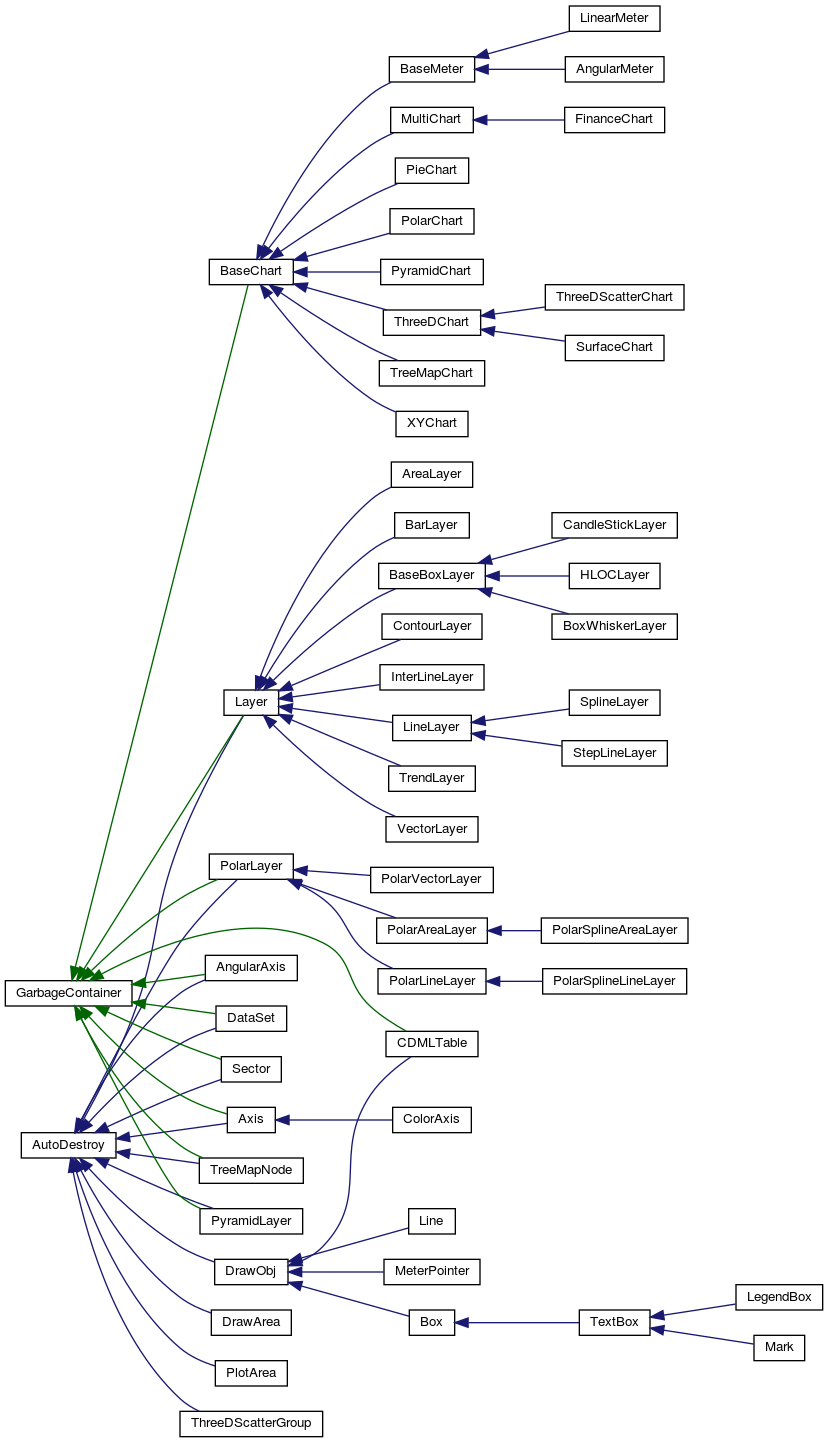 LinearMeter
BaseMeter
AngularMeter
MultiChart
FinanceChart
PieChart
PolarChart
BaseChart
PyramidChart
ThreeDScatterChart
ThreeDChart
SurfaceChart
TreeMapChart
XYChart
AreaLayer
BarLayer
CandleStickLayer
BaseBoxLayer
HLOCLayer
ContourLayer
BoxWhiskerLayer
InterLineLayer
Layer
SplineLayer
LineLayer
StepLineLayer
TrendLayer
VectorLayer
PolarLayer
PolarVectorLayer
PolarAreaLayer
PolarSplineAreaLayer
AngularAxis
PolarLineLayer
PolarSplineLineLayer
GarbageContainer
DataSet
CDMLTable
Sector
Axis
ColorAxis
AutoDestroy
TreeMapNode
PyramidLayer
Line
DrawObj
MeterPointer
LegendBox
DrawArea
Box
TextBox
Mark
PlotArea
ThreeDScatterGroup